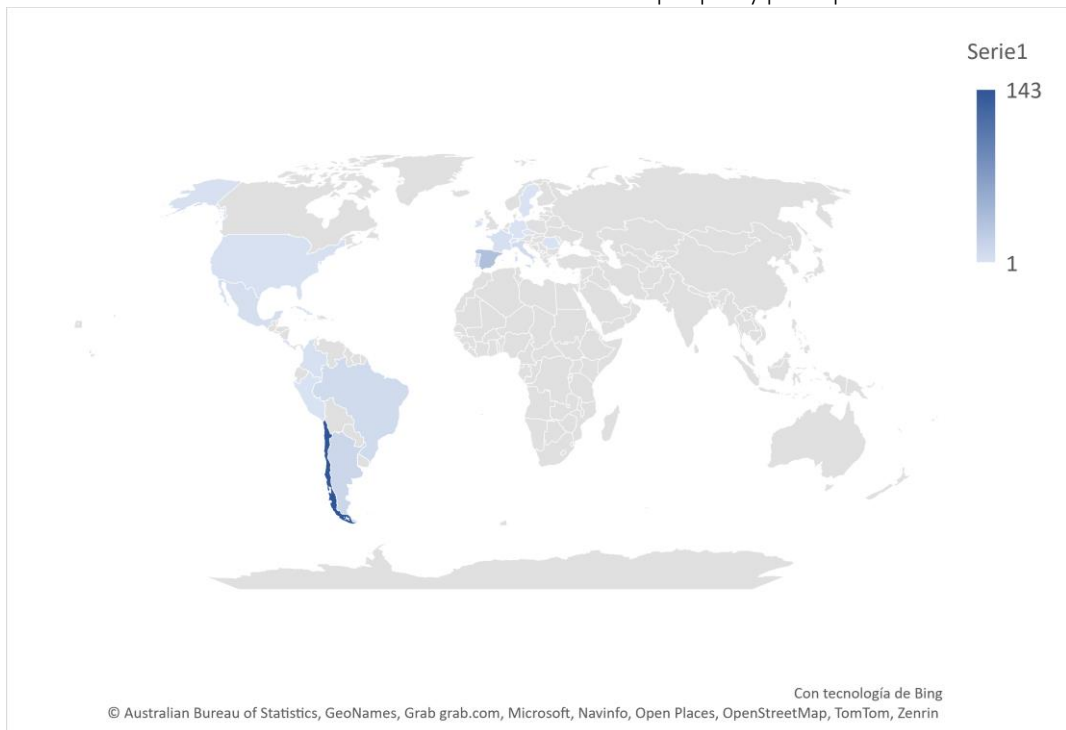 Serie1
143
1
Con tecnología de Bing
© Australian Bureau of Statistics, GeoNames, Grab grab.com, Microsoft, Navinfo, Open Places, OpenStreetMap, TomTom, Zenrin